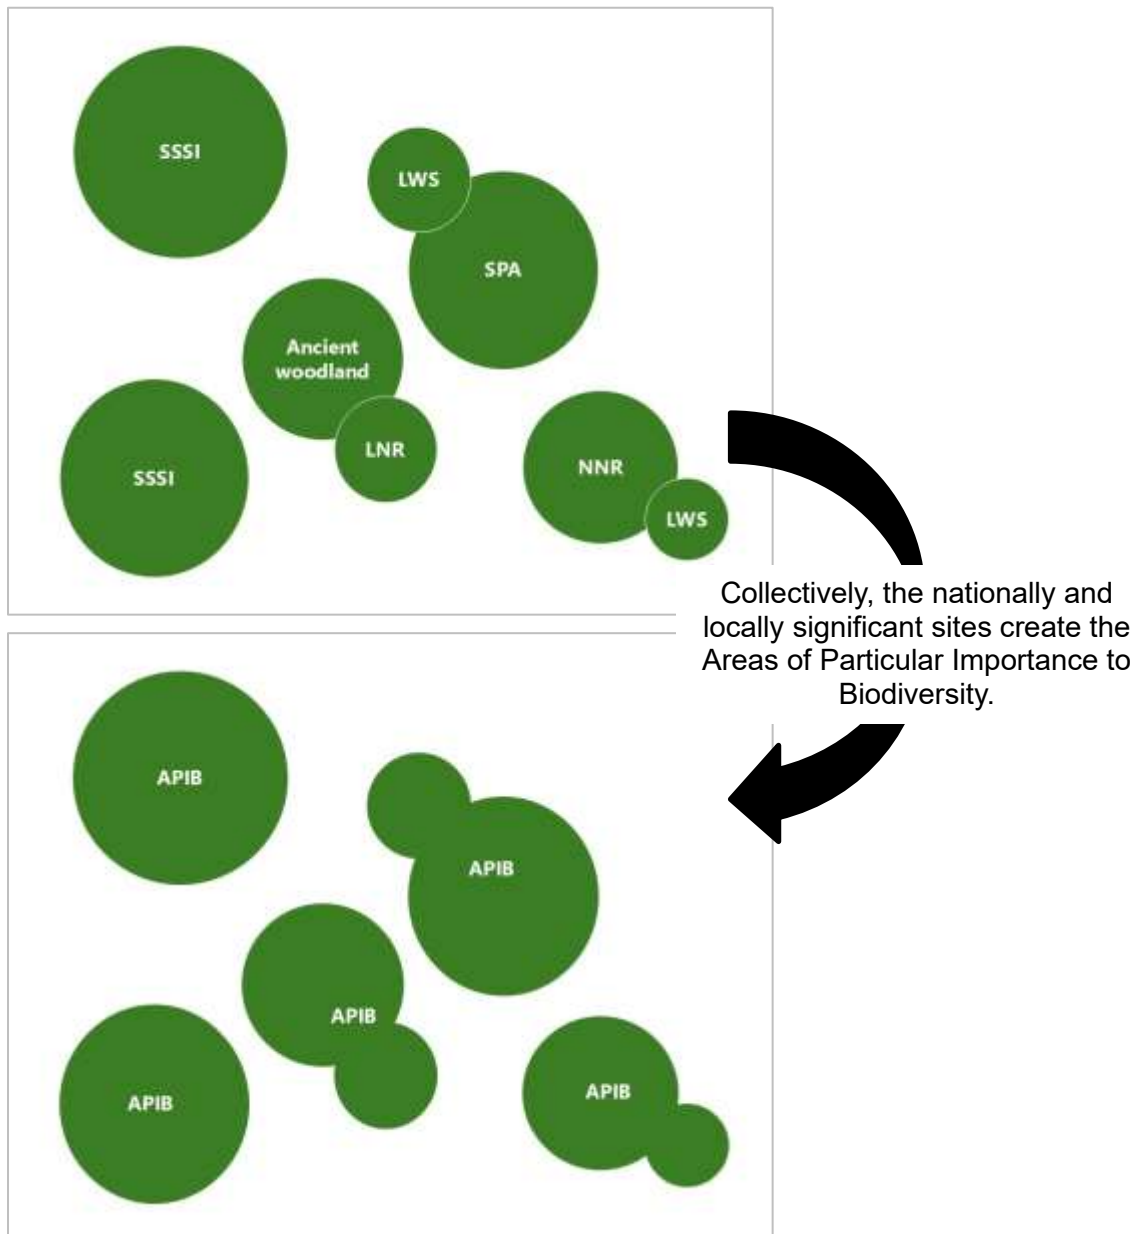 SSSI
LWS
SPA
Ancient
woodland
LNR
NNR
SSSI
LWS
Collectively, the nationally and
locally significant sites create the
Areas of Particular Importance to
Biodiversity.
APIB
APIB
APIB
APIB
APIB